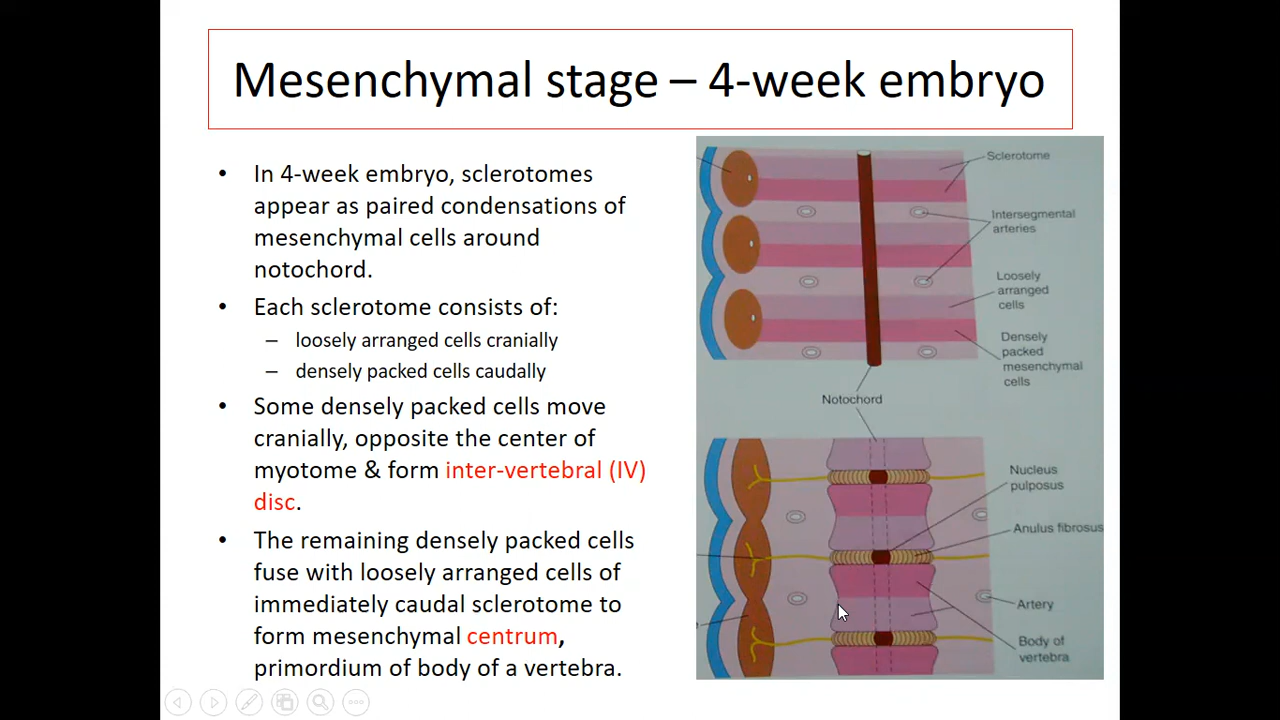 Mesenchymal stage – 4-week embryo
• In 4-week embryo, sclerotomes
appear as paired condensations of
mesenchymal cells around
notochord.
• Each sclerotome consists of:
– loosely arranged cells cranially
– densely packed cells caudally
• Some densely packed cells move
cranially, opposite the center of
myotome & form inter-vertebral (IV)
disc.
• The remaining densely packed cells
fuse with loosely arranged cells of
immediately caudal sclerotome to
form mesenchymal centrum,
primordium of body of a vertebra.
Sclerotome
Intersegmental
arteries
Loosely
arranged
cells
Densely
packed
mesenchymal
cells
Notochord
Nucleus
pulposus
Anulus fibrosus
Artery
Body of
vertebra